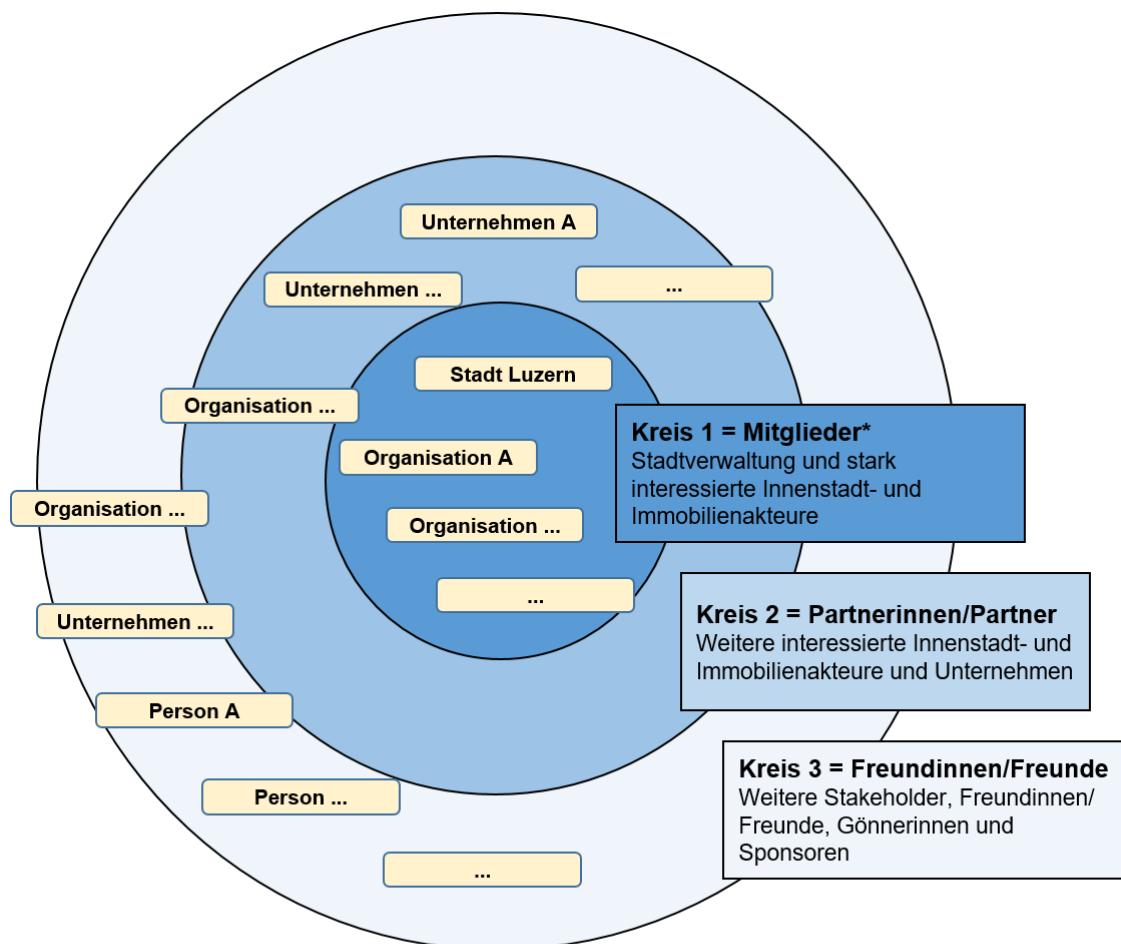 Unternehmen A
Unternehmen ...
...
Stadt Luzern
Organisation ...
Organisation A
Organisation ...
Organisation ...
...
Unternehmen ...
Person A
Person ...
...
Kreis 1 = Mitglieder*
Stadtverwaltung und stark
interessierte Innenstadt- und
Immobilienakteure
Kreis 2 = Partnerinnen/Partner
Weitere interessierte Innenstadt- und
Immobilienakteure und Unternehmen
Kreis 3 = Freundinnen/Freunde
Weitere Stakeholder, Freundinnen/
Freunde, Gönnerinnen und
Sponsoren